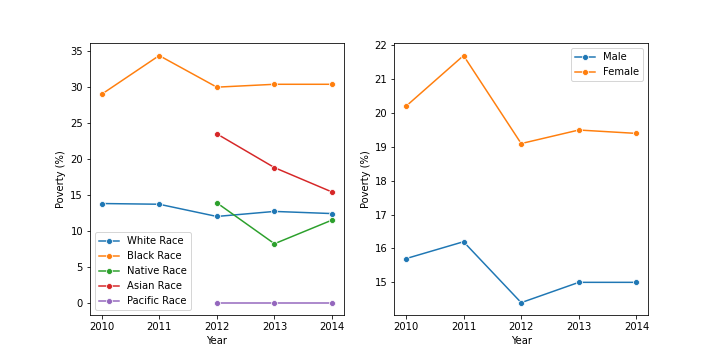 35
30
25
20
15
10
5
0
Poverty (%)
White Race
Black Race
Native Race
Asian Race
Pacific Race
2010 2011 2012 2013 2014
Year
22
21
20
19
18
17
16
15
Poverty (%)
Male
Female
2010 2011 2012 2013 2014
Year